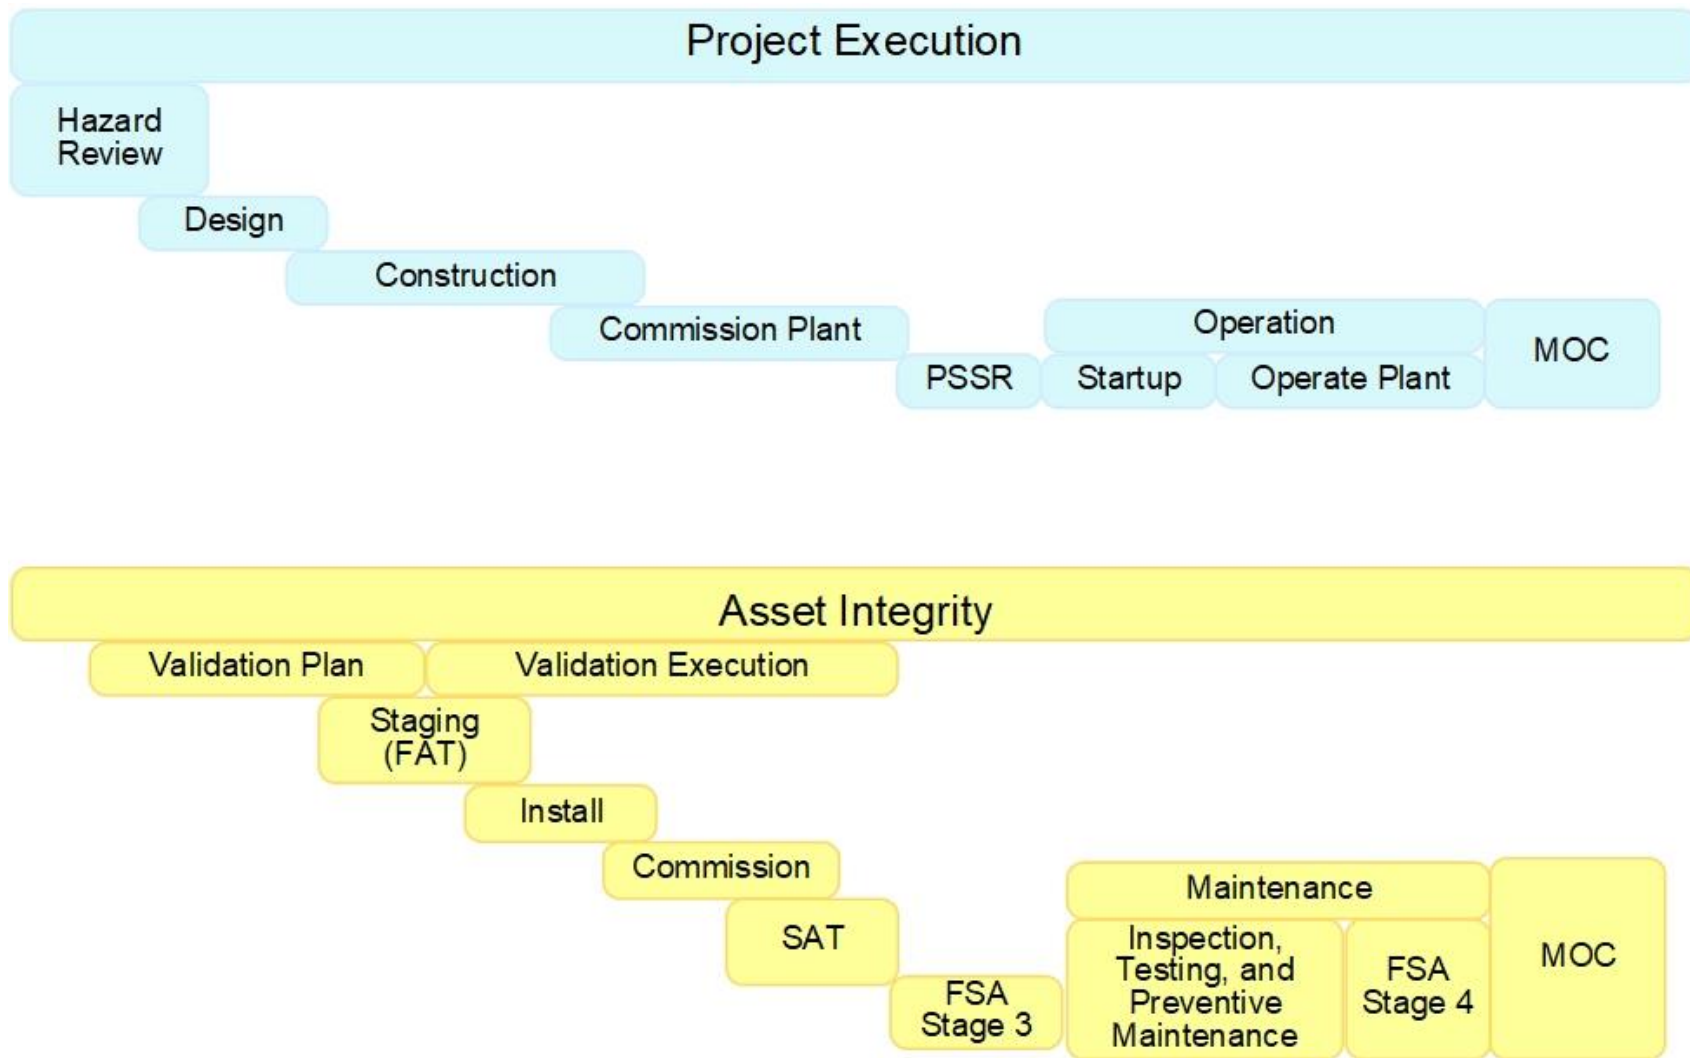 Project Execution
Hazard
Review
Design
Construction
Commission Plant
Operation
MOC
PSSR
Startup
Operate Plant
Asset Integrity
Validation Plan
Validation Execution
Staging
(FAT)
Install
Commission
Maintenance
SAT
Inspection,
Testing, and
Preventive
Maintenance
FSA
Stage 4
MOC
FSA
Stage 3